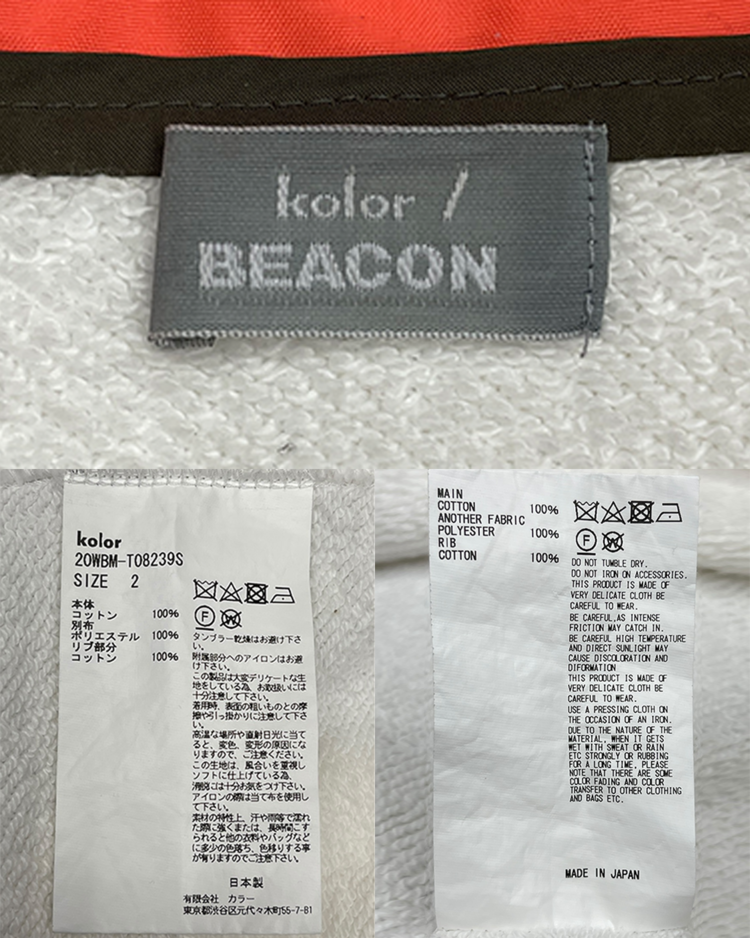 kolor /
BEACON
kolor
20WBM-T08239S
SIZE 2
本体
コットン 100%
別布
ポリエステル 100%
リブ部分
コットン 100%
F W
タンブラー乾燥はお避け下さ
い。
附属部分へのアイロンはお避
け下さい。
この製品は大変デリケートな生
地をしている為、お取扱いには
十分注意して下さい。
着用時、表面の粗いものとの摩
擦や引っ掛かりに注意して下さ
い。
高温な場所や直射日光に当て
ると、変色、変形の原因にな
りますので、ご注意ください。
この生地は、風合いを重視し
ソフトに仕上げている為、
消費には十分お気をつけ下さい。
アイロンの際は当て布を使用し
て下さい。
素材の特性上、汗や雨等で濡れ
た際に強くまたは、長時間こす
られると他の衣料やバッグなど
に多少の色落ち、色移りする事
が有りますのでご注意下さい。
日本製
有限会社 カラー
東京都渋谷区元代々木町55-7-B1
MAIN
COTTON 100%
ANOTHER FABRIC
POLYESTER 100%
RIB
COTTON 100%
F W
DO NOT TUMBLE DRY.
DO NOT IRON ON ACCESSORIES.
THIS PRODUCT IS MADE OF
VERY DELICATE CLOTH BE
CAREFUL TO WEAR.
BE CAREFUL,AS INTENSE
FRICTION MAY CATCH IN.
BE CAREFUL HIGH TEMPERATURE
AND DIRECT SUNLIGHT MAY
CAUSE DISCOLORATION AND
DIFORMATION
THIS PRODUCT IS MADE OF
VERY DELICATE CLOTH BE
CAREFUL TO WEAR.
USE A PRESSING CLOTH ON
THE OCCASION OF AN IRON.
DUE TO THE NATURE OF THE
MATERIAL, WHEN IT GETS
WET WITH SWEAT OR RAIN
ETC STRONGLY OR RUBBING
FOR A LONG TIME, PLEASE
NOTE THAT THERE ARE SOME
COLOR FADING AND COLOR
TRANSFER TO OTHER CLOTHING
AND BAGS ETC.
MADE IN JAPAN